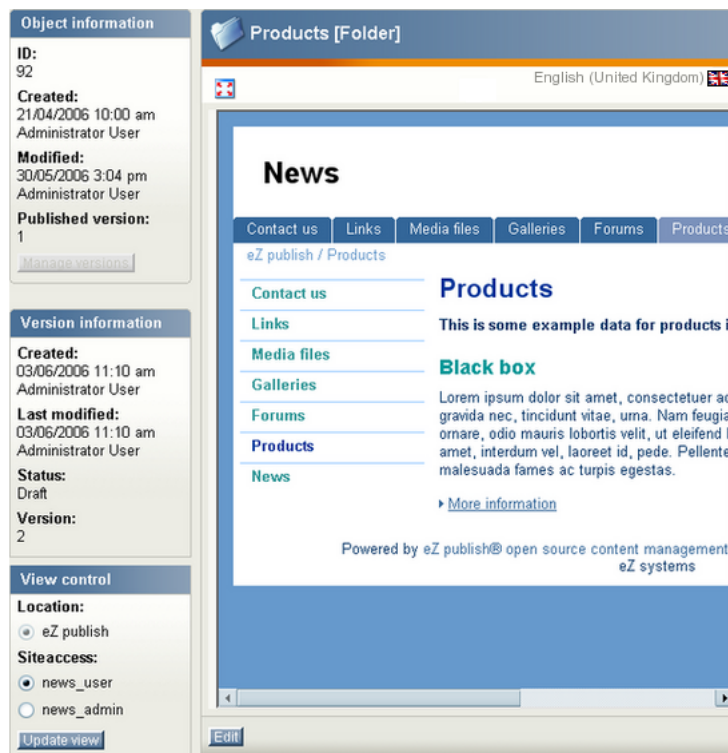 Object information
ID:
92
Created:
21/04/2006 10:00 am
Administrator User
Modified:
30/05/2006 3:04 pm
Administrator User
Published version:
1
Manage versions
Version information
Created:
03/06/2006 11:10 am
Administrator User
Last modified:
03/06/2006 11:10 am
Administrator User
Status:
Draft
Version:
2
View control
Location:
eZ publish
Siteaccess:
news_user
news_admin
Update view
Products [Folder]
English (United Kingdom)
News
Contact us Links Media files Galleries Forums Products
eZ publish / Products
Contact us
Links
Media files
Galleries
Forums
Products
News
Products
This is some example data for products
Black box
Lorem ipsum dolor sit amet, consectetuer
gravida nec, tincidunt vitae, urna. Nam
ornare, odio mauris lobortis velit, ut eleifend
amet, interdum vel, laoreet id, pede.
malesuada fames ac turpis egestas.
More information
Powered by eZ publish® open source content management
eZ systems
Edit